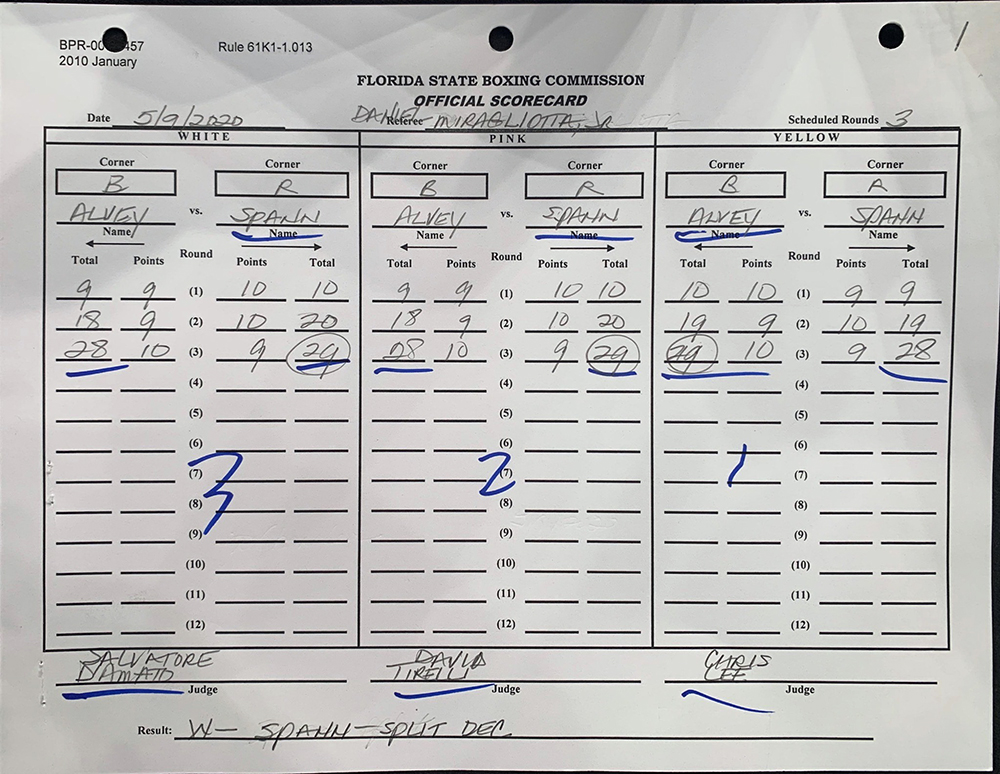 BPR-00 457 Rule 61K1-1.013
2010 January
1
FLORIDA STATE BOXING COMMISSION
OFFICIAL SCORECARD
Date 5/9/2020 Referee DANIEL MIRAGLIOTTA, JR Scheduled Rounds 3
WHITE PINK YELLOW
Corner Corner Corner Corner Corner Corner
B R B R B R
ALVEY vs. SPANN ALVEY vs. SPANN ALVEY vs. SPANN
Name Name Name Name Name Name
Total Points Round Points Total Total Points Round Points Total Total Points Round Points Total
9 9 (1) 10 10 9 9 (1) 10 10 10 10 (1) 9 9
18 9 (2) 10 20 18 9 (2) 10 20 19 9 (2) 10 19
28 10 (3) 9 29 28 10 (3) 9 29 29 10 (3) 9 28
(4) (4) (4)
(5) (5) (5)
(6) (6) (6)
(7) (7) (7)
3 2 1
(8) (8) (8)
(9) (9) (9)
(10) (10) (10)
(11) (11) (11)
(12) (12) (12)
SALVATORE DAVID CHRIS
D'AMATO TIRELLI LEE
Judge Judge Judge
Result: W- SPANN-SPLIT DEC.